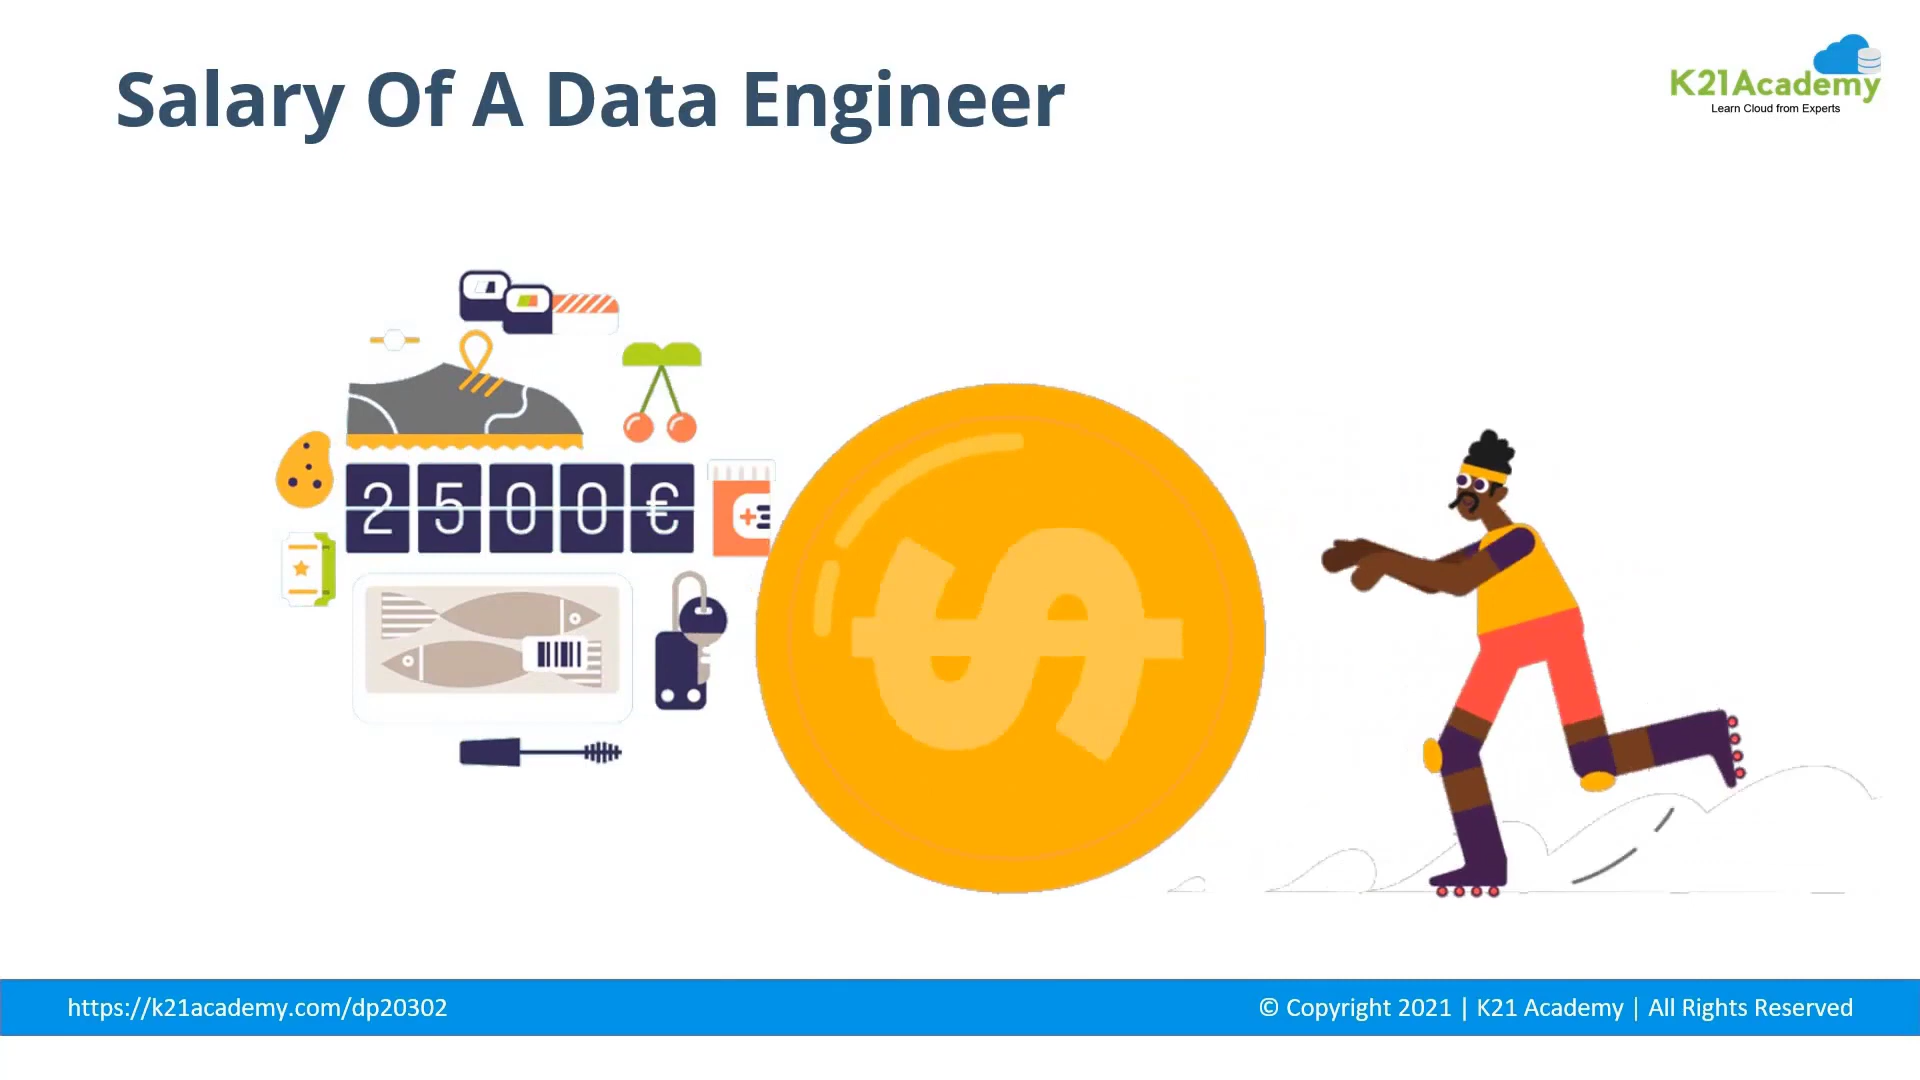 Salary Of A Data Engineer
K21Academy
Learn Cloud from Experts
2500€
$
https://k21academy.com/dp20302
© Copyright 2021 | K21 Academy | All Rights Reserved